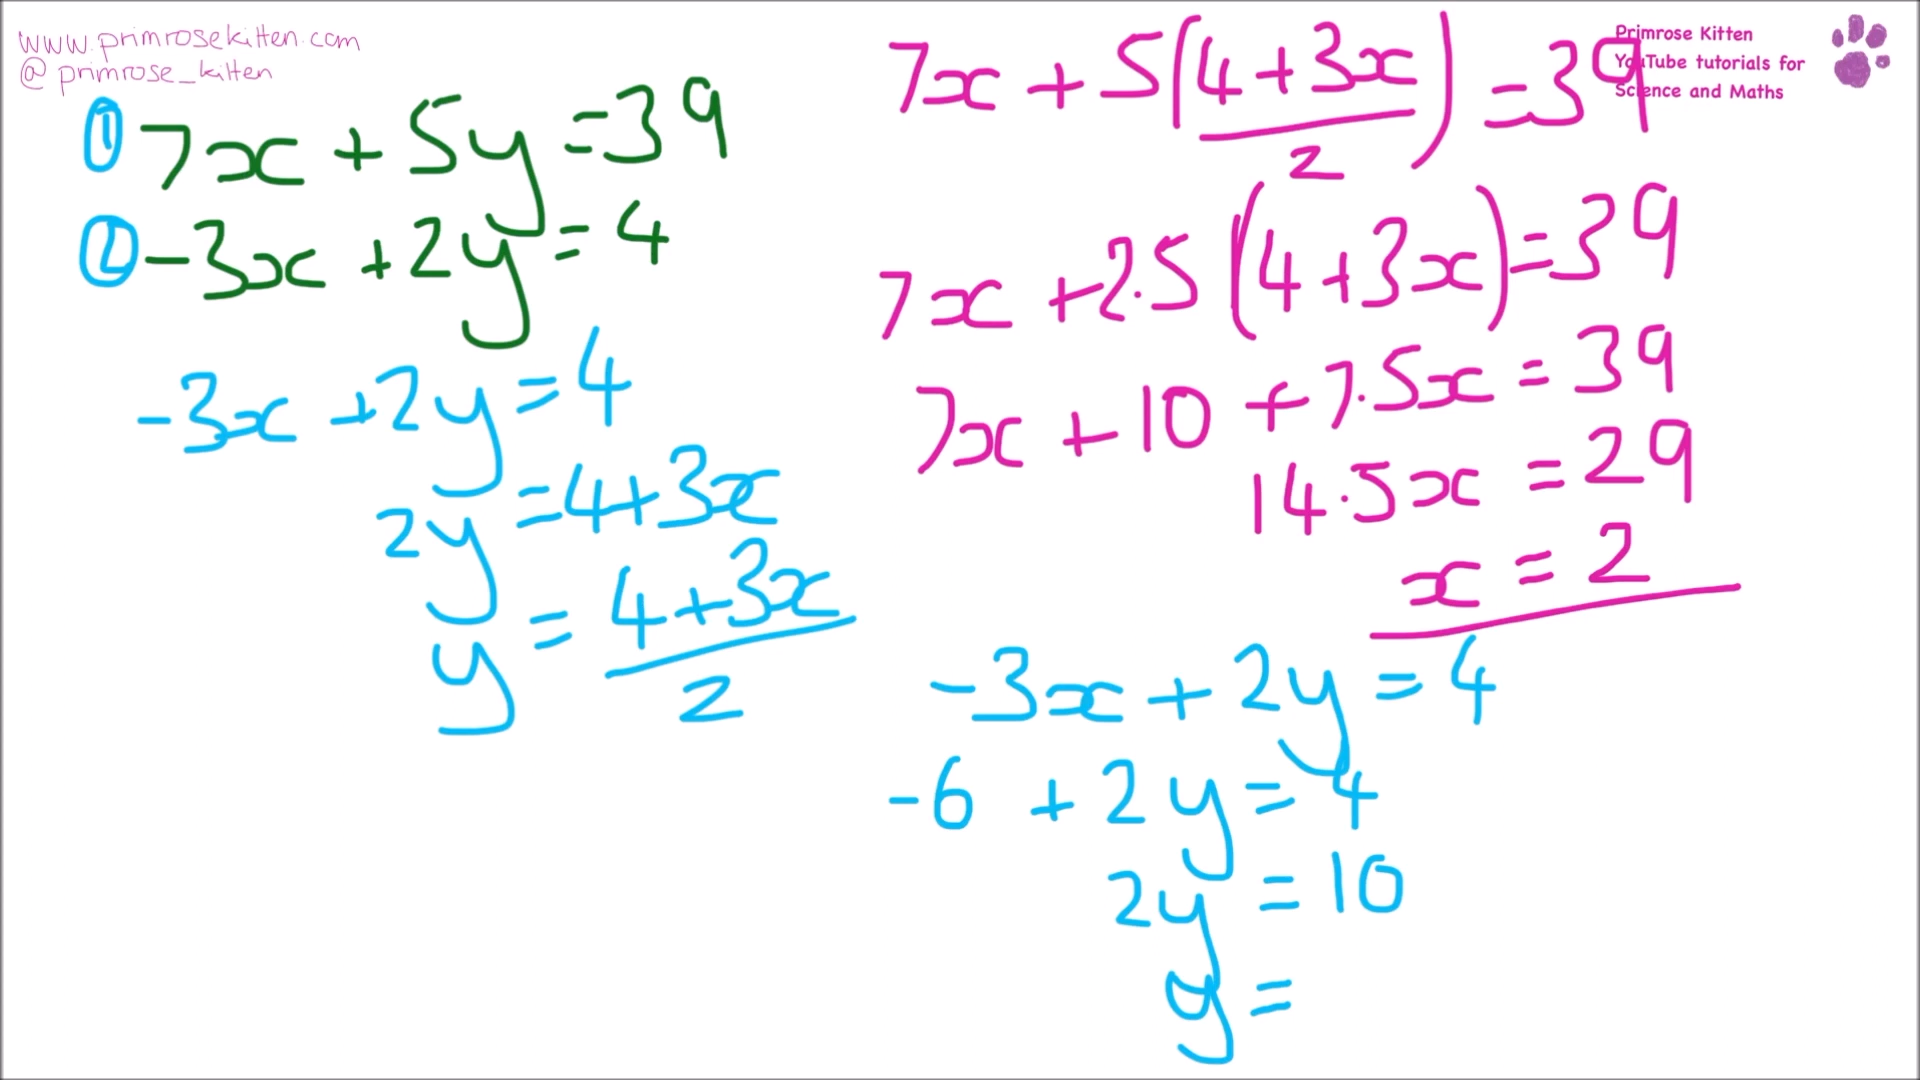 www.primrosekitten.com
@primrose_kitten
① 7x + 5y = 39
② -3x + 2y = 4
-3x + 2y = 4
2y = 4 + 3x
y = 4 + 3x
2
7x + 5(4 + 3x) = 39
2
7x + 2.5(4 + 3x) = 39
7x + 10 + 7.5x = 39
14.5x = 29
x = 2
-3x + 2y = 4
-6 + 2y = 4
2y = 10
y =
Primrose Kitten
YouTube tutorials for
Science and Maths